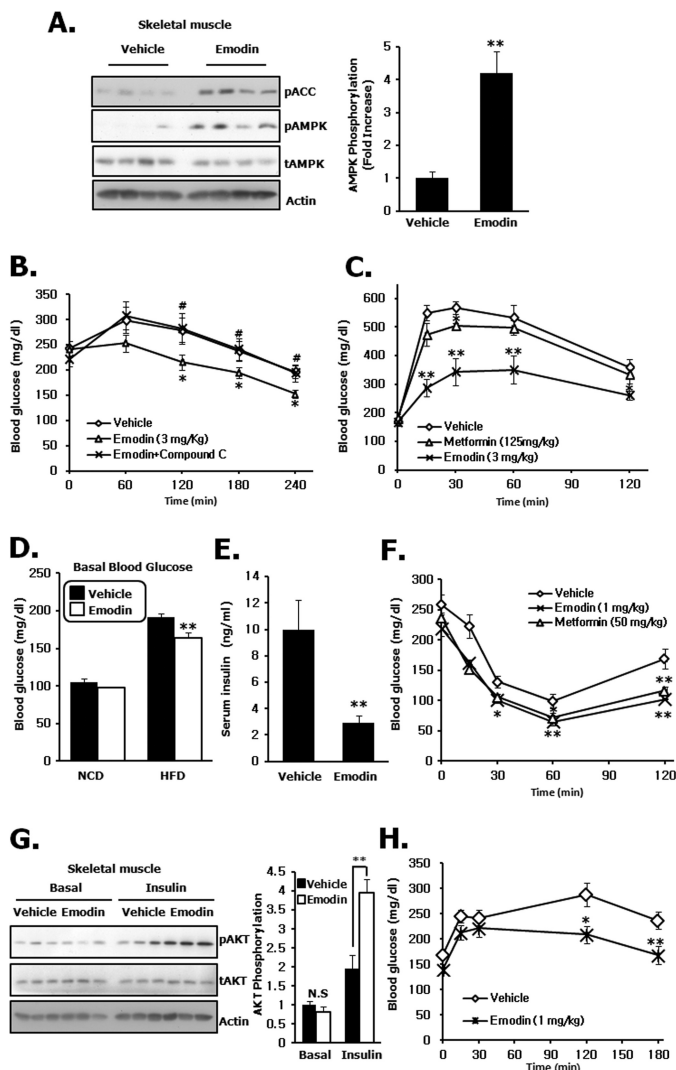 A.
Skeletal muscle
Vehicle Emodin
pACC
pAMPK
tAMPK
Actin
AMPK Phosphorylation
(Fold Increase)
5
4
3
2
1
0
**
Vehicle Emodin
B.
Blood glucose (mg/dl)
350
300
250
200
150
100
50
0
# # #
* * *
Vehicle
Emodin (3 mg/Kg)
Emodin+Compound C
0 60 120 180 240
Time (min)
C.
Blood glucose (mg/dl)
600
500
400
300
200
100
0
*
** ** **
*
Vehicle
Metformin (125mg/kg)
Emodin (3 mg/kg)
0 30 60 90 120
Time (min)
D.
Basal Blood Glucose
Blood glucose (mg/dl)
250
200
150
100
50
0
Vehicle
Emodin
**
NCD HFD
E.
Serum insulin (ng/ml)
14
12
10
8
6
4
2
0
**
Vehicle Emodin
F.
Blood glucose (mg/dl)
300
250
200
150
100
50
0
Vehicle
Emodin (1 mg/kg)
Metformin (50 mg/kg)
* * **
** **
0 30 60 90 120
Time (min)
G.
Skeletal muscle
Basal Insulin
Vehicle Emodin Vehicle Emodin
pAKT
tAKT
Actin
AKT Phosphorylation
4.5
4
3.5
3
2.5
2
1.5
1
0.5
0
Vehicle
Emodin
**
N.S
Basal Insulin
H.
Blood glucose (mg/dl)
350
300
250
200
150
100
50
0
*
**
Vehicle
Emodin (1 mg/kg)
0 30 60 90 120 150 180
Time (min)